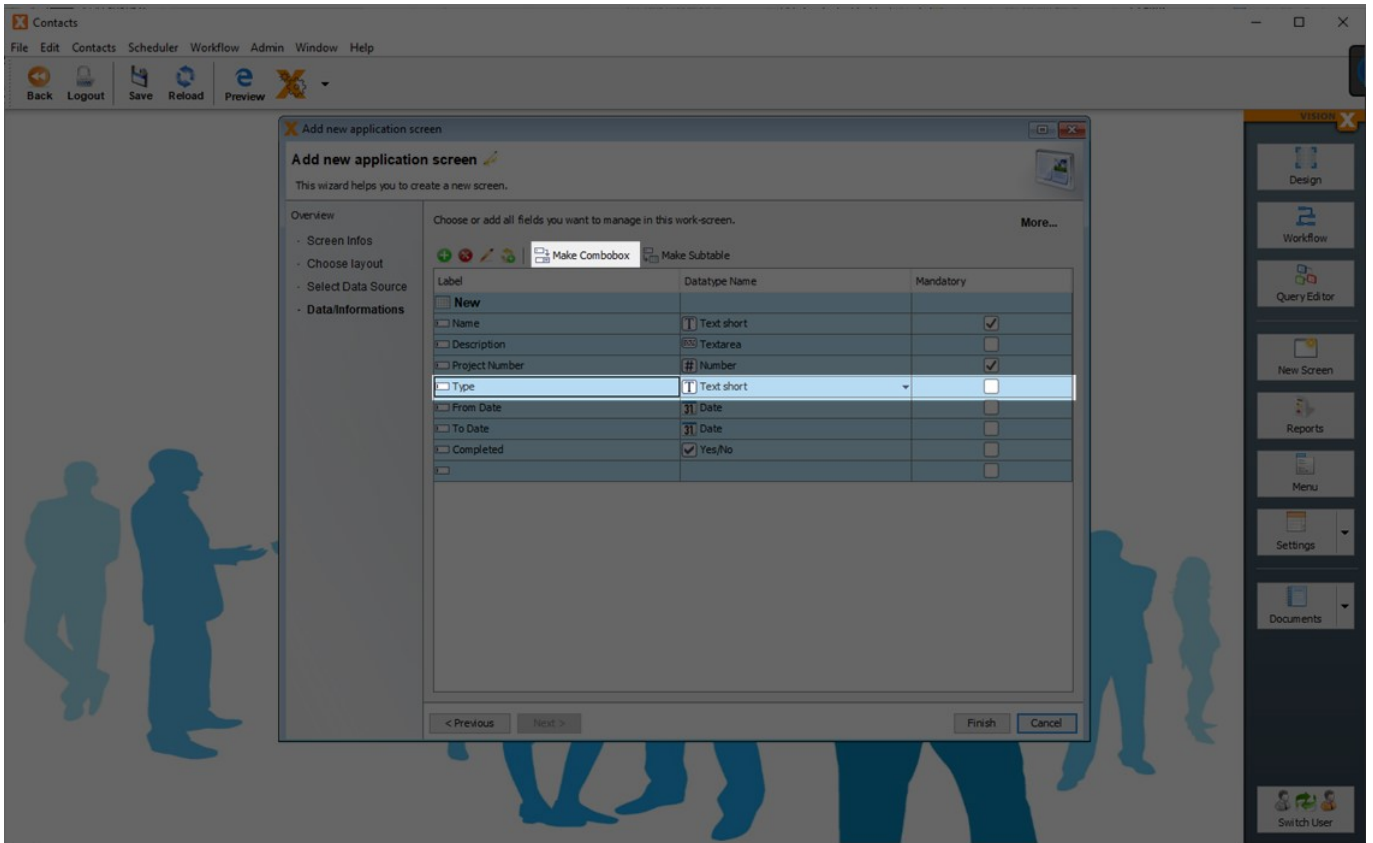 Contacts
File Edit Contacts Scheduler Workflow Admin Window Help
Back Logout Save Reload Preview
VISION X
Add new application screen
Add new application screen
This wizard helps you to create a new screen.
Overview
· Screen Infos
· Choose layout
· Select Data Source
· Data/Informations
Choose or add all fields you want to manage in this work-screen.
More...
Make Combobox Make Subtable
Label Datatype Name Mandatory
New
Name Text short
Description Textarea
Project Number # Number
Type Text short
From Date 31 Date
To Date 31 Date
Completed Yes/No
< Previous Next > Finish Cancel
Design
Workflow
Query Editor
New Screen
Reports
Menu
Settings
Documents
Switch User